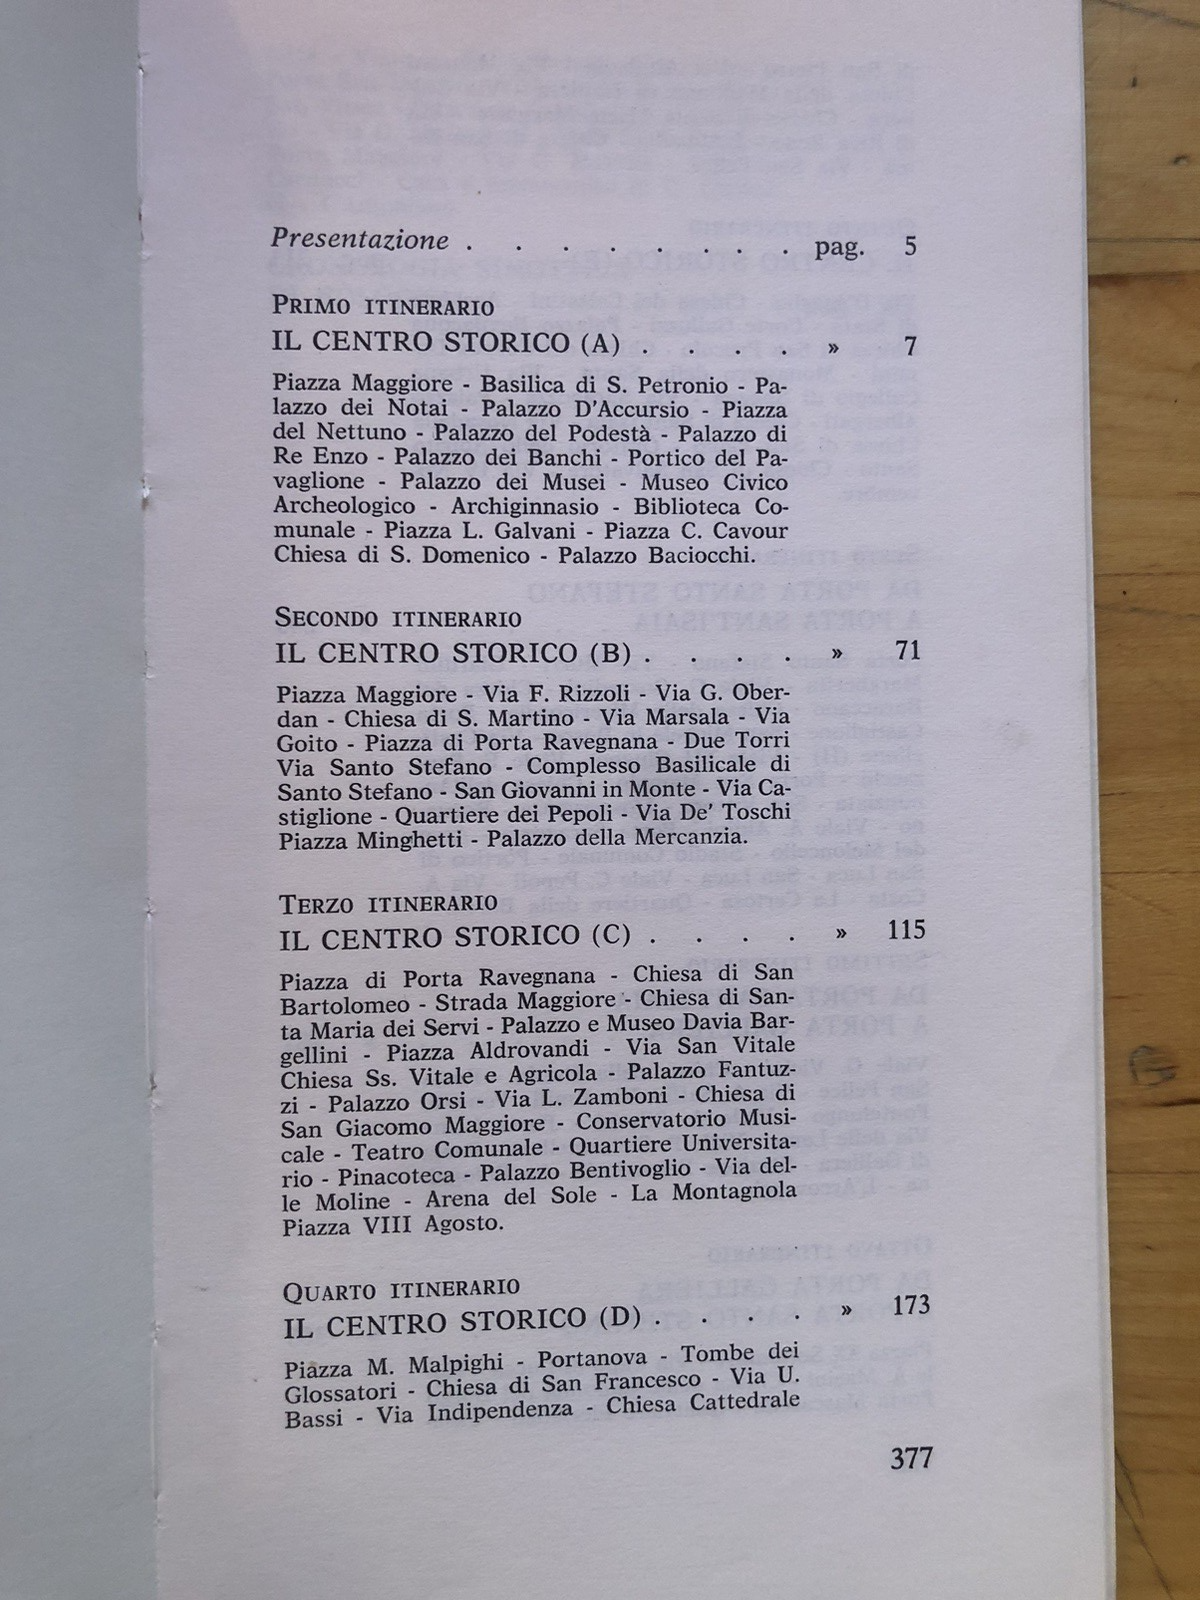 Presentazione . . . . . . . . pag. 5
PRIMO ITINERARIO
IL CENTRO STORICO (A) . . . . » 7
Piazza Maggiore - Basilica di S. Petronio - Pa-
lazzo dei Notai - Palazzo D'Accursio - Piazza
del Nettuno - Palazzo del Podestà - Palazzo di
Re Enzo - Palazzo dei Banchi - Portico del Pa-
vaglione - Palazzo dei Musei - Museo Civico
Archeologico - Archiginnasio - Biblioteca Co-
munale - Piazza L. Galvani - Piazza C. Cavour
Chiesa di S. Domenico - Palazzo Baciocchi.
SECONDO ITINERARIO
IL CENTRO STORICO (B) . . . . » 71
Piazza Maggiore - Via F. Rizzoli - Via G. Ober-
dan - Chiesa di S. Martino - Via Marsala - Via
Goito - Piazza di Porta Ravegnana - Due Torri
Via Santo Stefano - Complesso Basilicale di
Santo Stefano - San Giovanni in Monte - Via Ca-
stiglione - Quartiere dei Pepoli - Via De' Toschi
Piazza Minghetti - Palazzo della Mercanzia.
TERZO ITINERARIO
IL CENTRO STORICO (C) . . . . » 115
Piazza di Porta Ravegnana - Chiesa di San
Bartolomeo - Strada Maggiore - Chiesa di San-
ta Maria dei Servi - Palazzo e Museo Davia Bar-
gellini - Piazza Aldrovandi - Via San Vitale
Chiesa Ss. Vitale e Agricola - Palazzo Fantuz-
zi - Palazzo Orsi - Via L. Zamboni - Chiesa di
San Giacomo Maggiore - Conservatorio Musi-
cale - Teatro Comunale - Quartiere Universita-
rio - Pinacoteca - Palazzo Bentivoglio - Via del-
le Moline - Arena del Sole - La Montagnola
Piazza VIII Agosto.
QUARTO ITINERARIO
IL CENTRO STORICO (D) . . . . » 173
Piazza M. Malpighi - Portanova - Tombe dei
Glossatori - Chiesa di San Francesco - Via U.
Bassi - Via Indipendenza - Chiesa Cattedrale
377